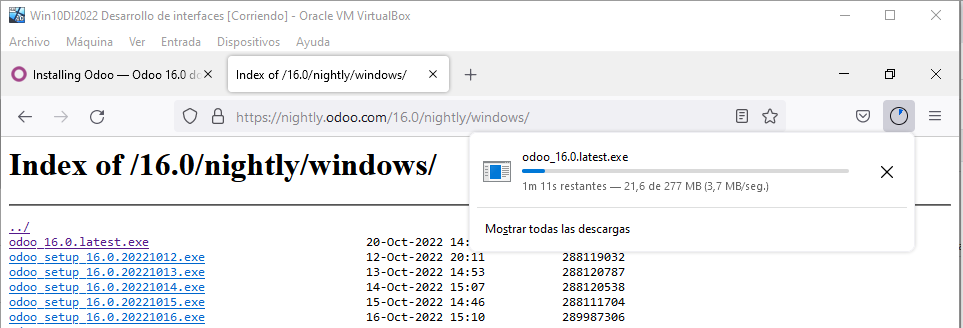 Win10DI2022 Desarrollo de interfaces [Corriendo] - Oracle VM VirtualBox
Archivo Máquina Ver Entrada Dispositivos Ayuda
Installing Odoo — Odoo 16.0 do
Index of /16.0/nightly/windows/
https://nightly.odoo.com/16.0/nightly/windows/
Index of /16.0/nightly/windows/
odoo_16.0.latest.exe
1m 11s restantes — 21,6 de 277 MB (3,7 MB/seg.)
Mostrar todas las descargas
../
odoo_16.0.latest.exe 20-Oct-2022 14:
odoo_setup_16.0.20221012.exe 12-Oct-2022 20:11 288119032
odoo_setup_16.0.20221013.exe 13-Oct-2022 14:53 288120787
odoo_setup_16.0.20221014.exe 14-Oct-2022 15:07 288120538
odoo_setup_16.0.20221015.exe 15-Oct-2022 14:46 288111704
odoo_setup_16.0.20221016.exe 16-Oct-2022 15:10 289987306